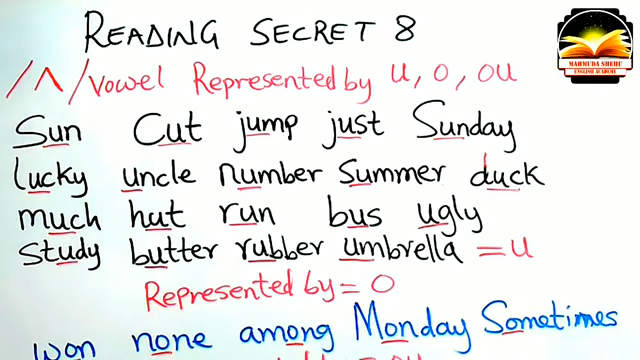 READING SECRET 8
MAHMUDA SHEHU
ENGLISH ACADEMY
/ʌ/vowel Represented by u, o, ou
Sun Cut jump just Sunday
lucky uncle number summer duck
much hut run bus ugly
study butter rubber umbrella = u
Represented by = o
won none among Monday Sometimes
= ou